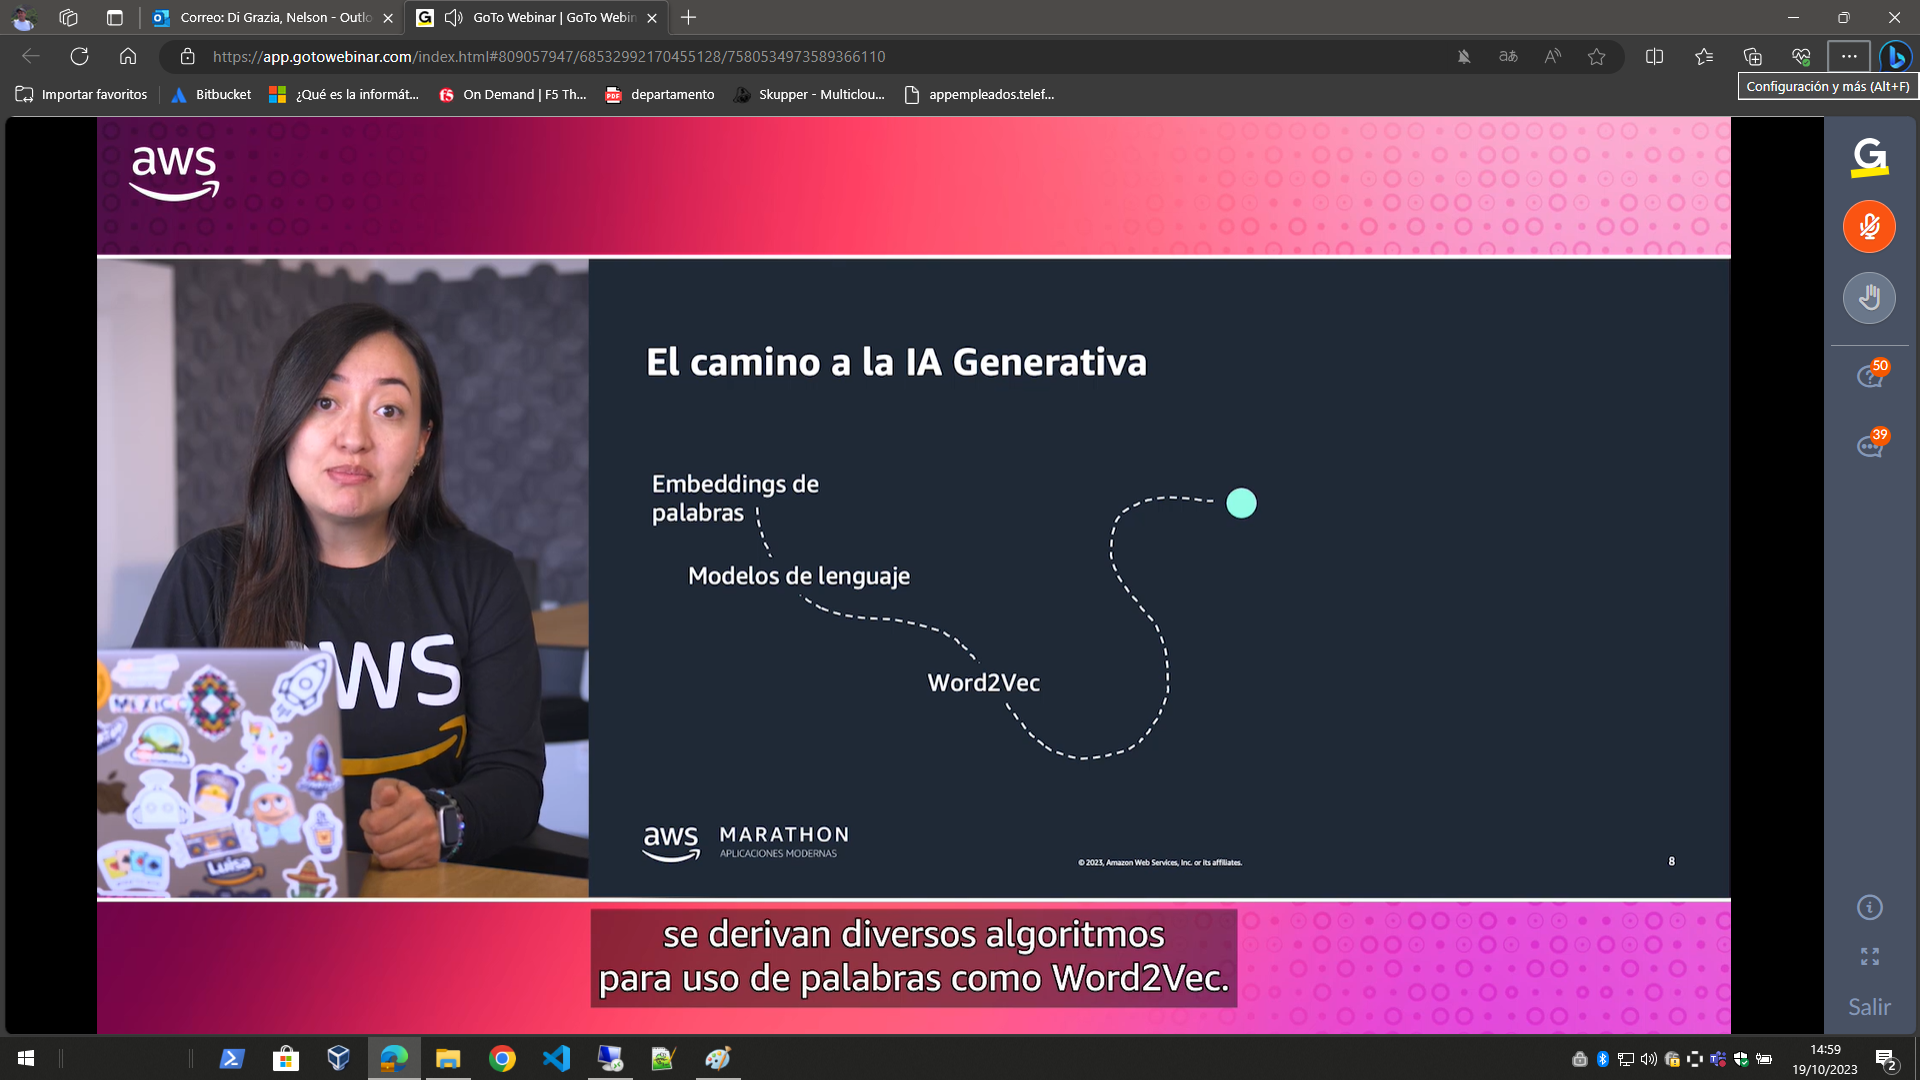 Correo: Di Grazia, Nelson - Outlo
GoTo Webinar | GoTo Webin
https://app.gotowebinar.com/index.html#809057947/68532992170455128/7580534973589366110
Importar favoritos
Bitbucket
¿Qué es la informát...
On Demand | F5 Th...
departamento
Skupper - Multiclou...
appempleados.telef...
Configuración y más (Alt+F)
aws
G
El camino a la IA Generativa
Embeddings de
palabras
Modelos de lenguaje
Word2Vec
aws
MEXICO
Luisa
aws MARATHON
APLICACIONES MODERNAS
© 2023, Amazon Web Services, Inc. or its affiliates.
8
50
39
se derivan diversos algoritmos
para uso de palabras como Word2Vec.
Salir
14:59
19/10/2023
2